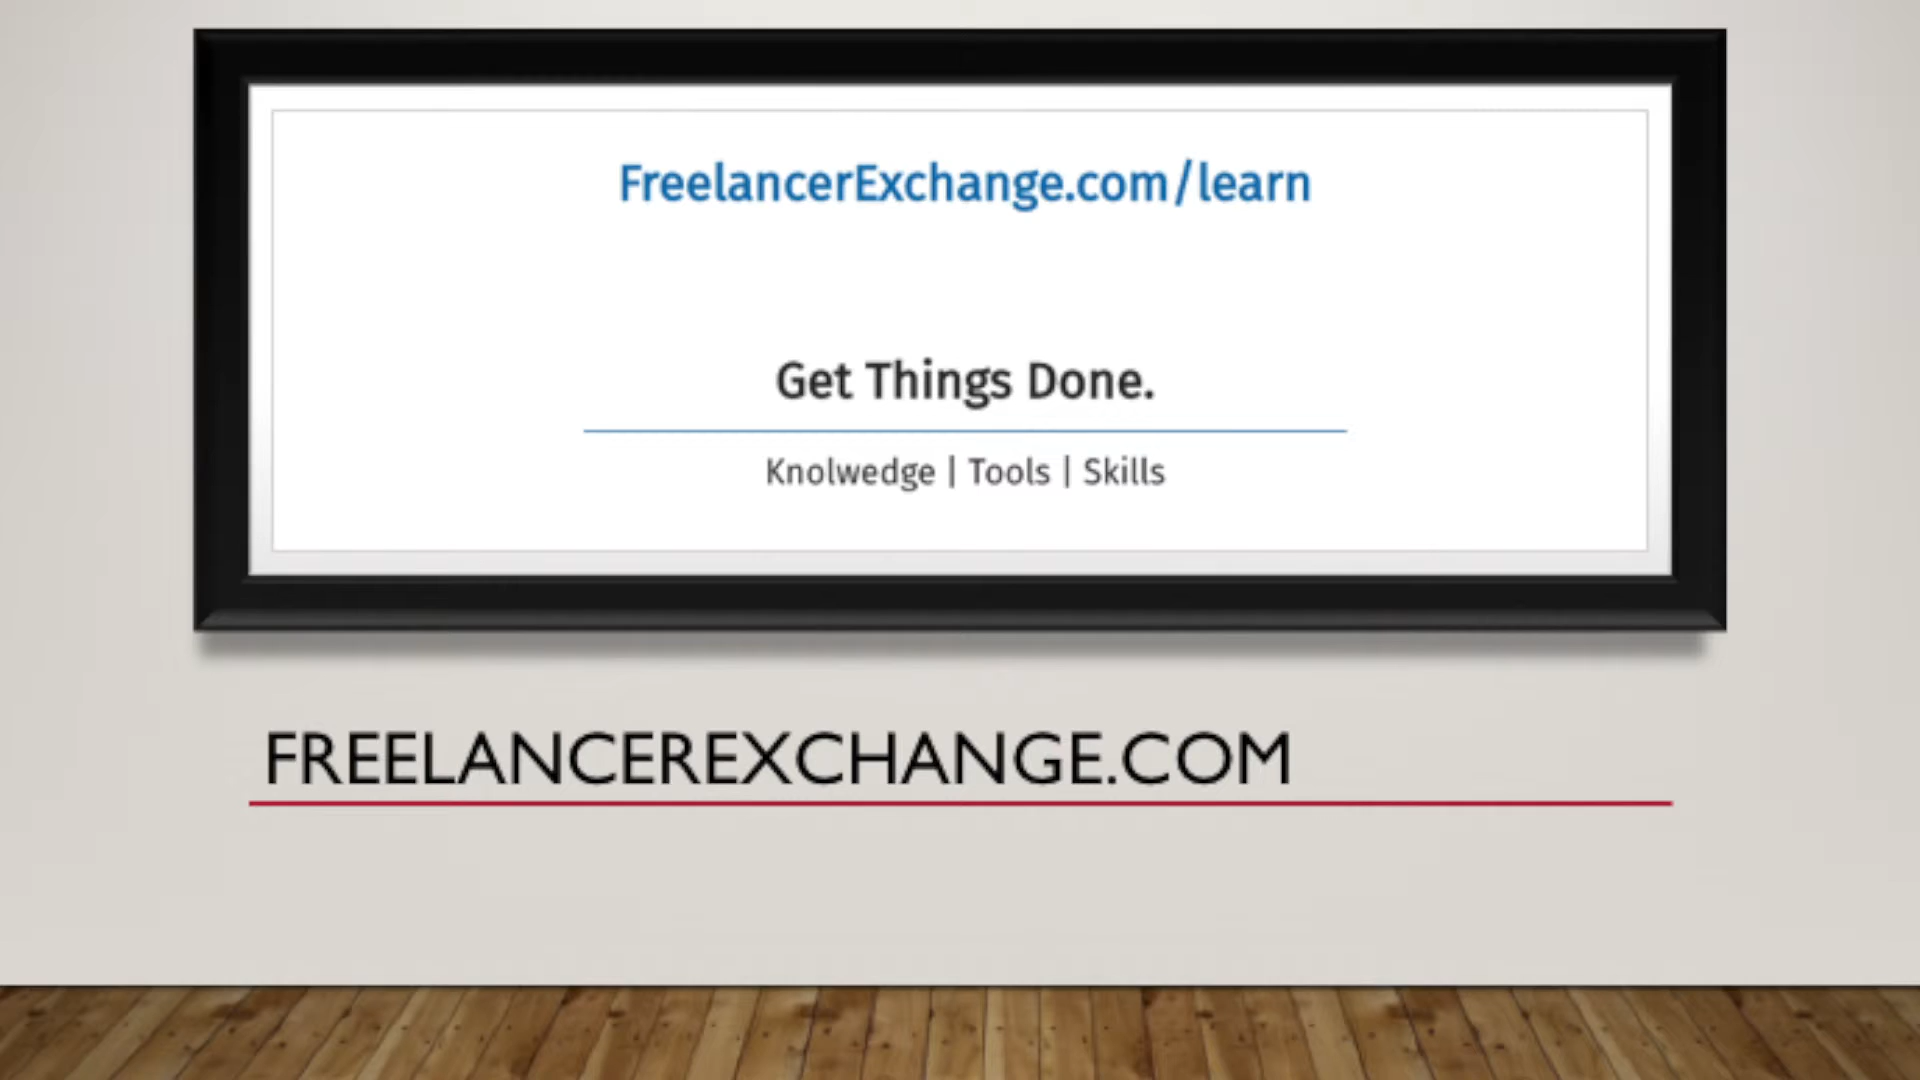 FreelancerExchange.com/learn
Get Things Done.
Knolwedge | Tools | Skills
FREELANCEREXCHANGE.COM